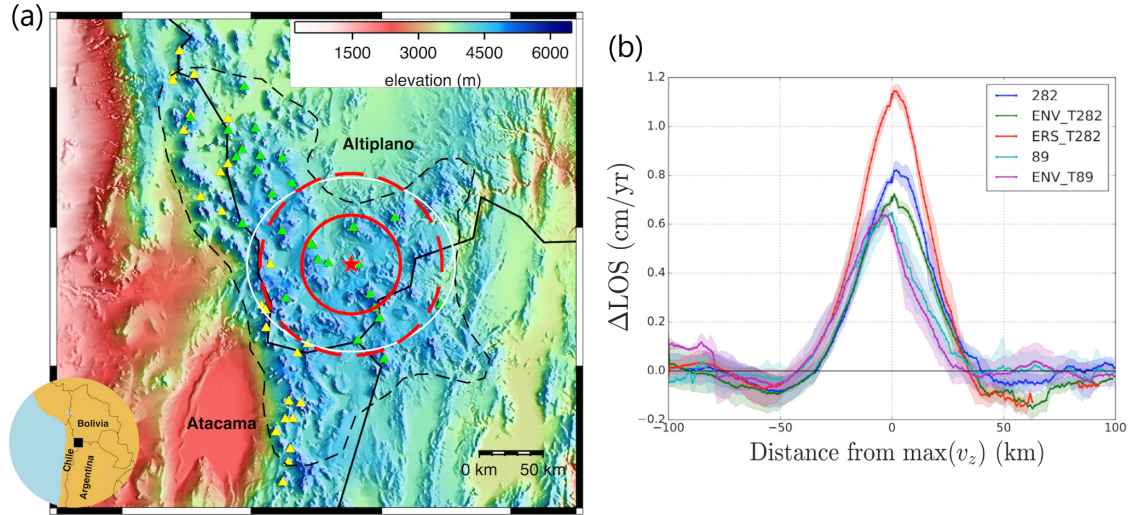 (a)
1500 3000 4500 6000
elevation (m)
Altiplano
Atacama
0 km 50 km
Bolivia
Chile
Argentina
(b)
1.2
1.0
0.8
0.6
0.4
0.2
0.0
−0.2
−100 −50 0 50 100
ΔLOS (cm/yr)
Distance from max(v_z) (km)
282
ENV_T282
ERS_T282
89
ENV_T89